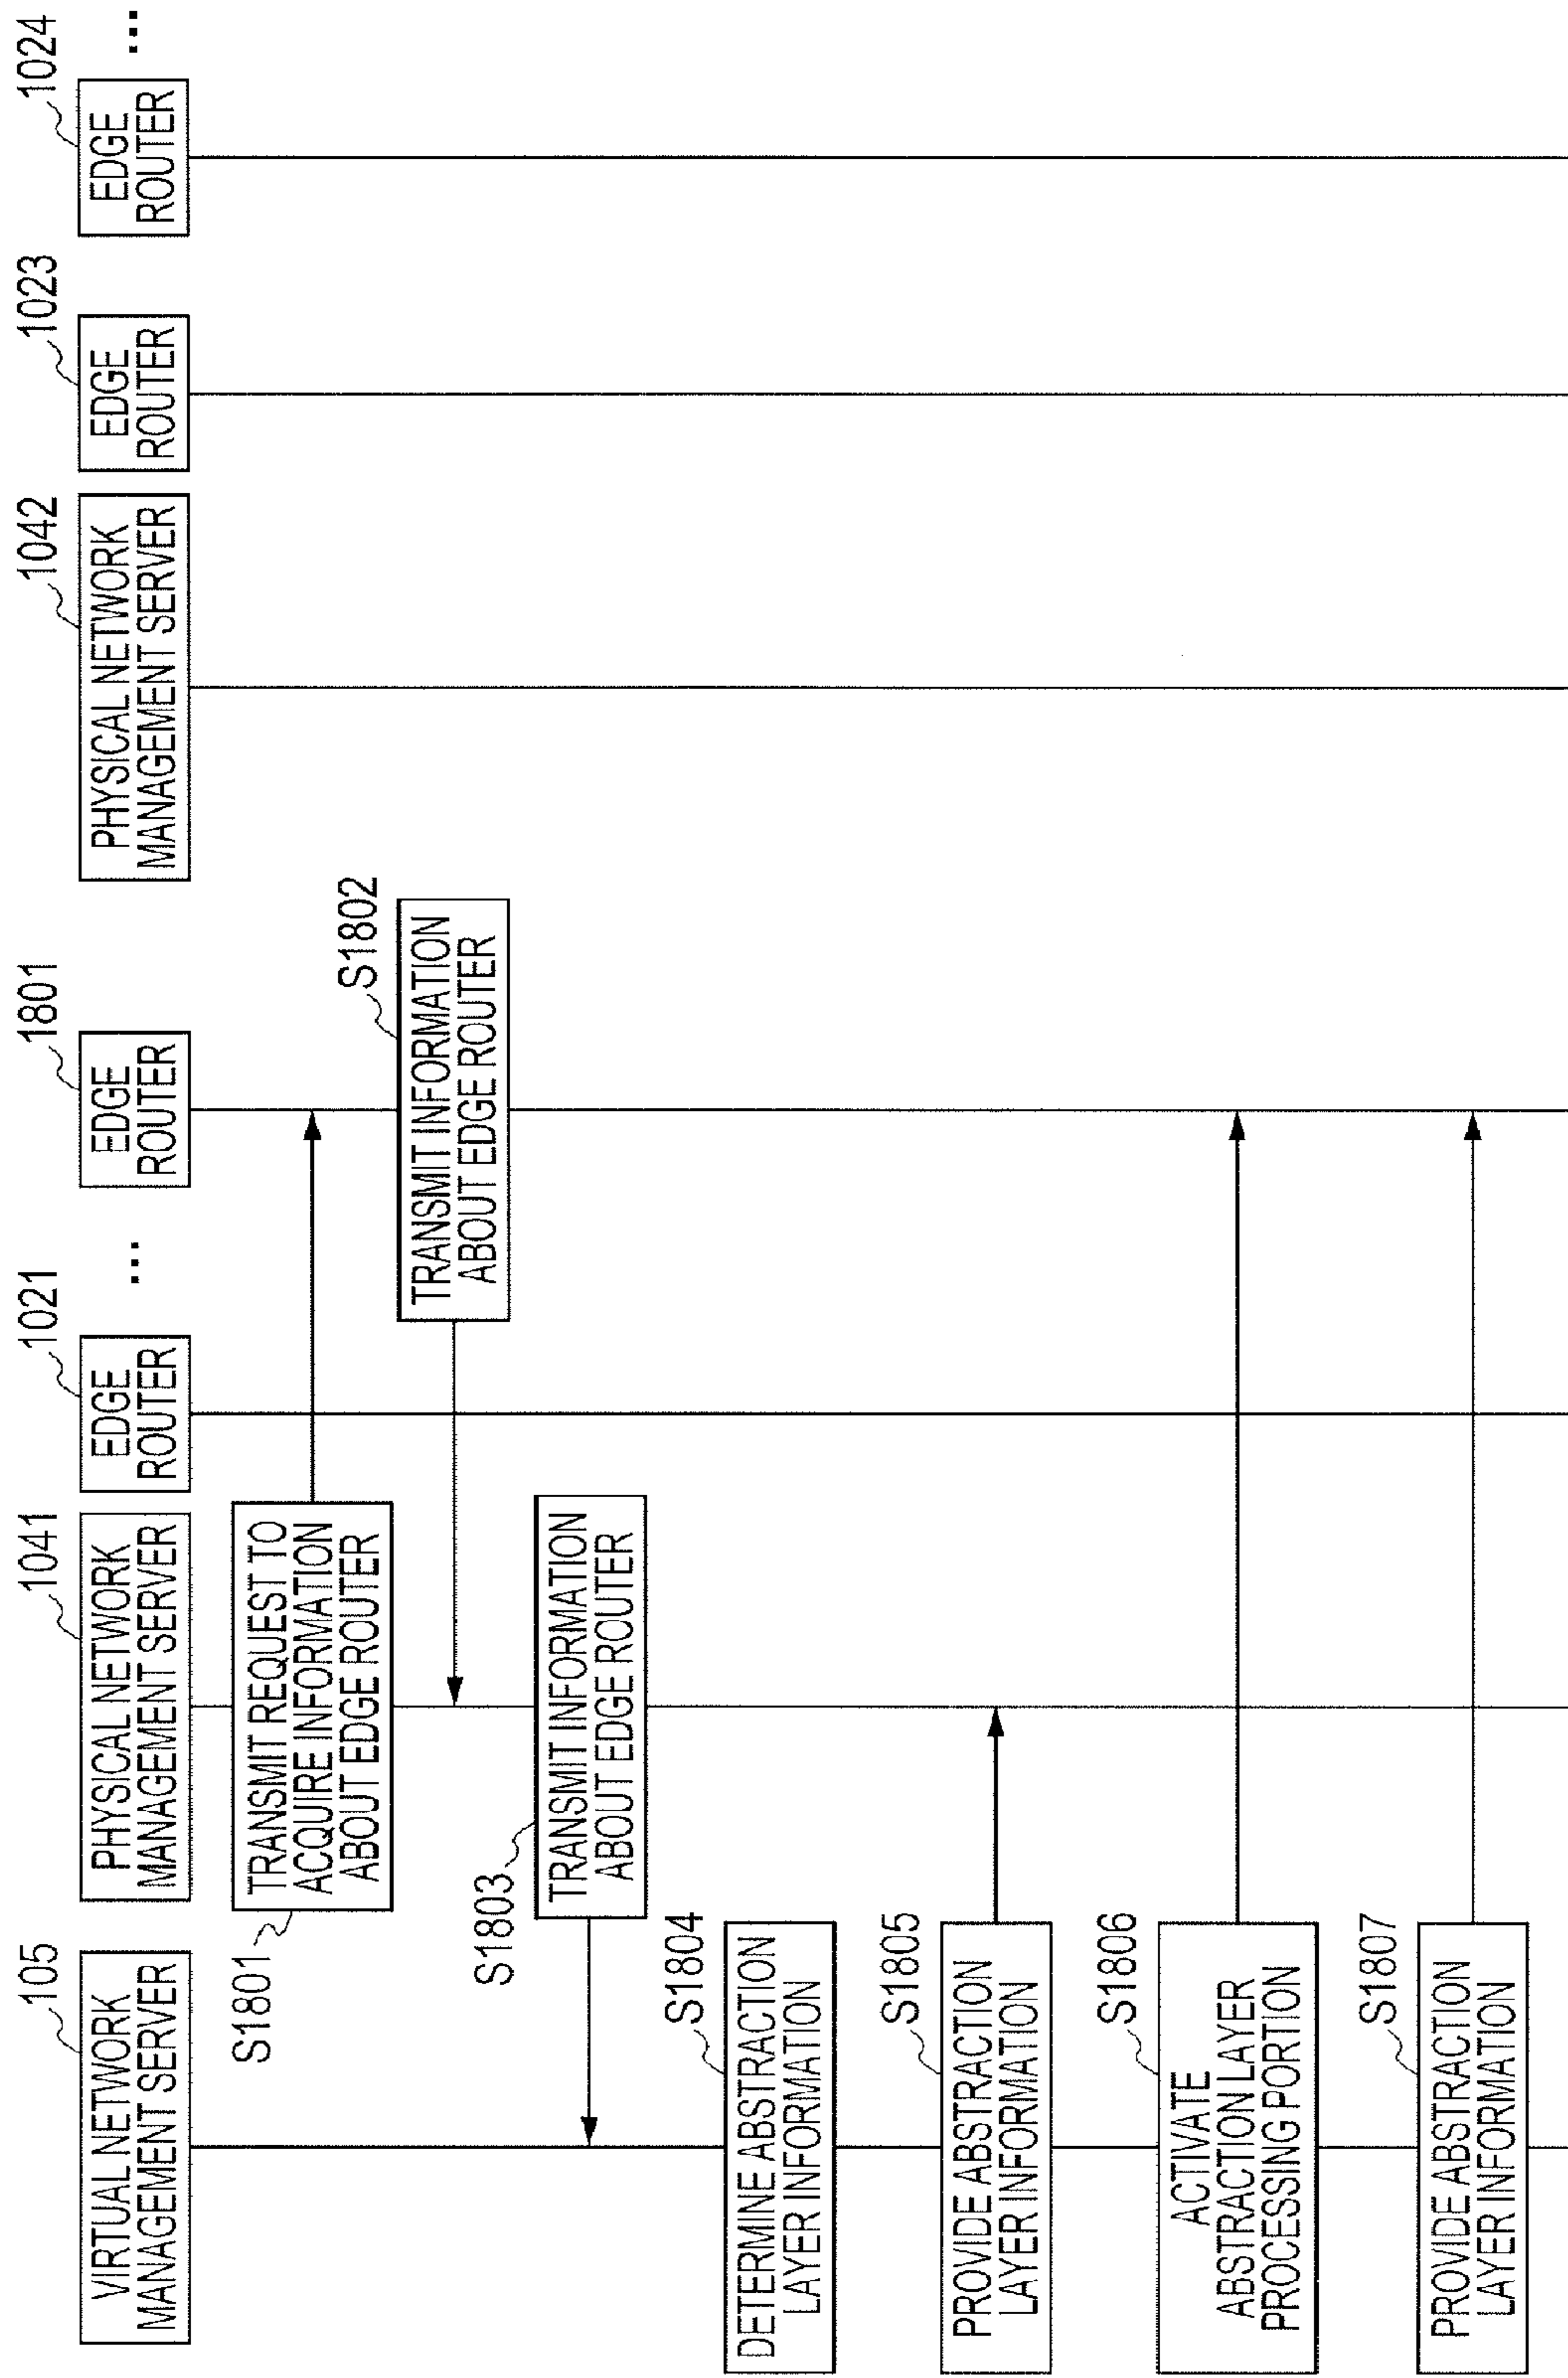 105
VIRTUAL NETWORK
MANAGEMENT SERVER
1041
PHYSICAL NETWORK
MANAGEMENT SERVER
1021
EDGE
ROUTER
...
1801
EDGE
ROUTER
1042
PHYSICAL NETWORK
MANAGEMENT SERVER
1023
EDGE
ROUTER
1024
EDGE
ROUTER
...
S1801
TRANSMIT REQUEST TO
ACQUIRE INFORMATION
ABOUT EDGE ROUTER
S1802
TRANSMIT INFORMATION
ABOUT EDGE ROUTER
S1803
TRANSMIT INFORMATION
ABOUT EDGE ROUTER
S1804
DETERMINE ABSTRACTION
LAYER INFORMATION
S1805
PROVIDE ABSTRACTION
LAYER INFORMATION
S1806
ACTIVATE
ABSTRACTION LAYER
PROCESSING PORTION
S1807
PROVIDE ABSTRACTION
LAYER INFORMATION